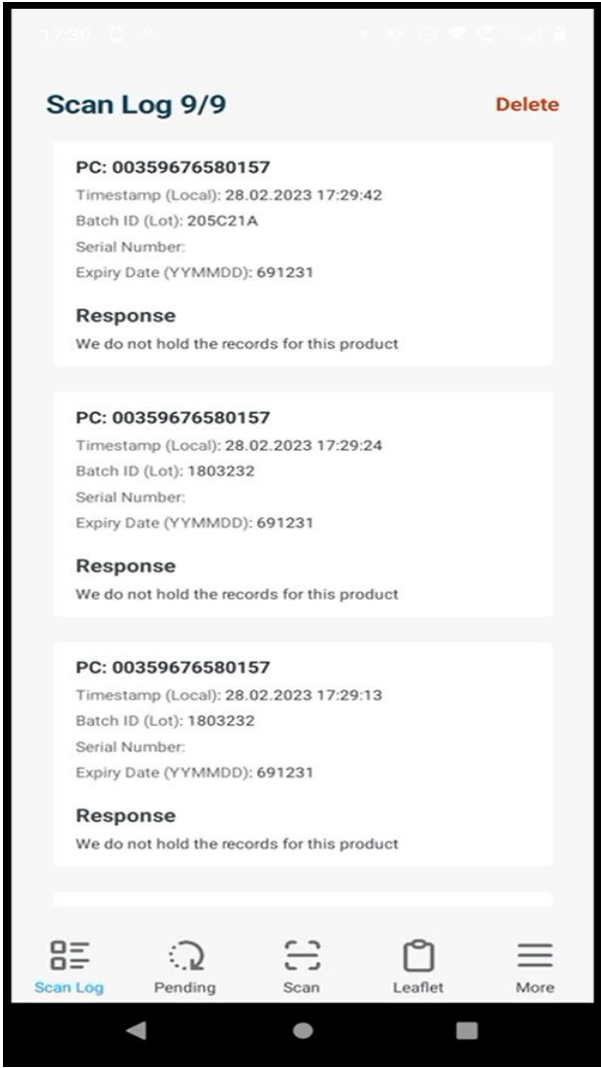 17:30
Scan Log 9/9
Delete
PC: 00359676580157
Timestamp (Local): 28.02.2023 17:29:42
Batch ID (Lot): 205C21A
Serial Number:
Expiry Date (YYMMDD): 691231
Response
We do not hold the records for this product
PC: 00359676580157
Timestamp (Local): 28.02.2023 17:29:24
Batch ID (Lot): 1803232
Serial Number:
Expiry Date (YYMMDD): 691231
Response
We do not hold the records for this product
PC: 00359676580157
Timestamp (Local): 28.02.2023 17:29:13
Batch ID (Lot): 1803232
Serial Number:
Expiry Date (YYMMDD): 691231
Response
We do not hold the records for this product
Scan Log
Pending
Scan
Leaflet
More